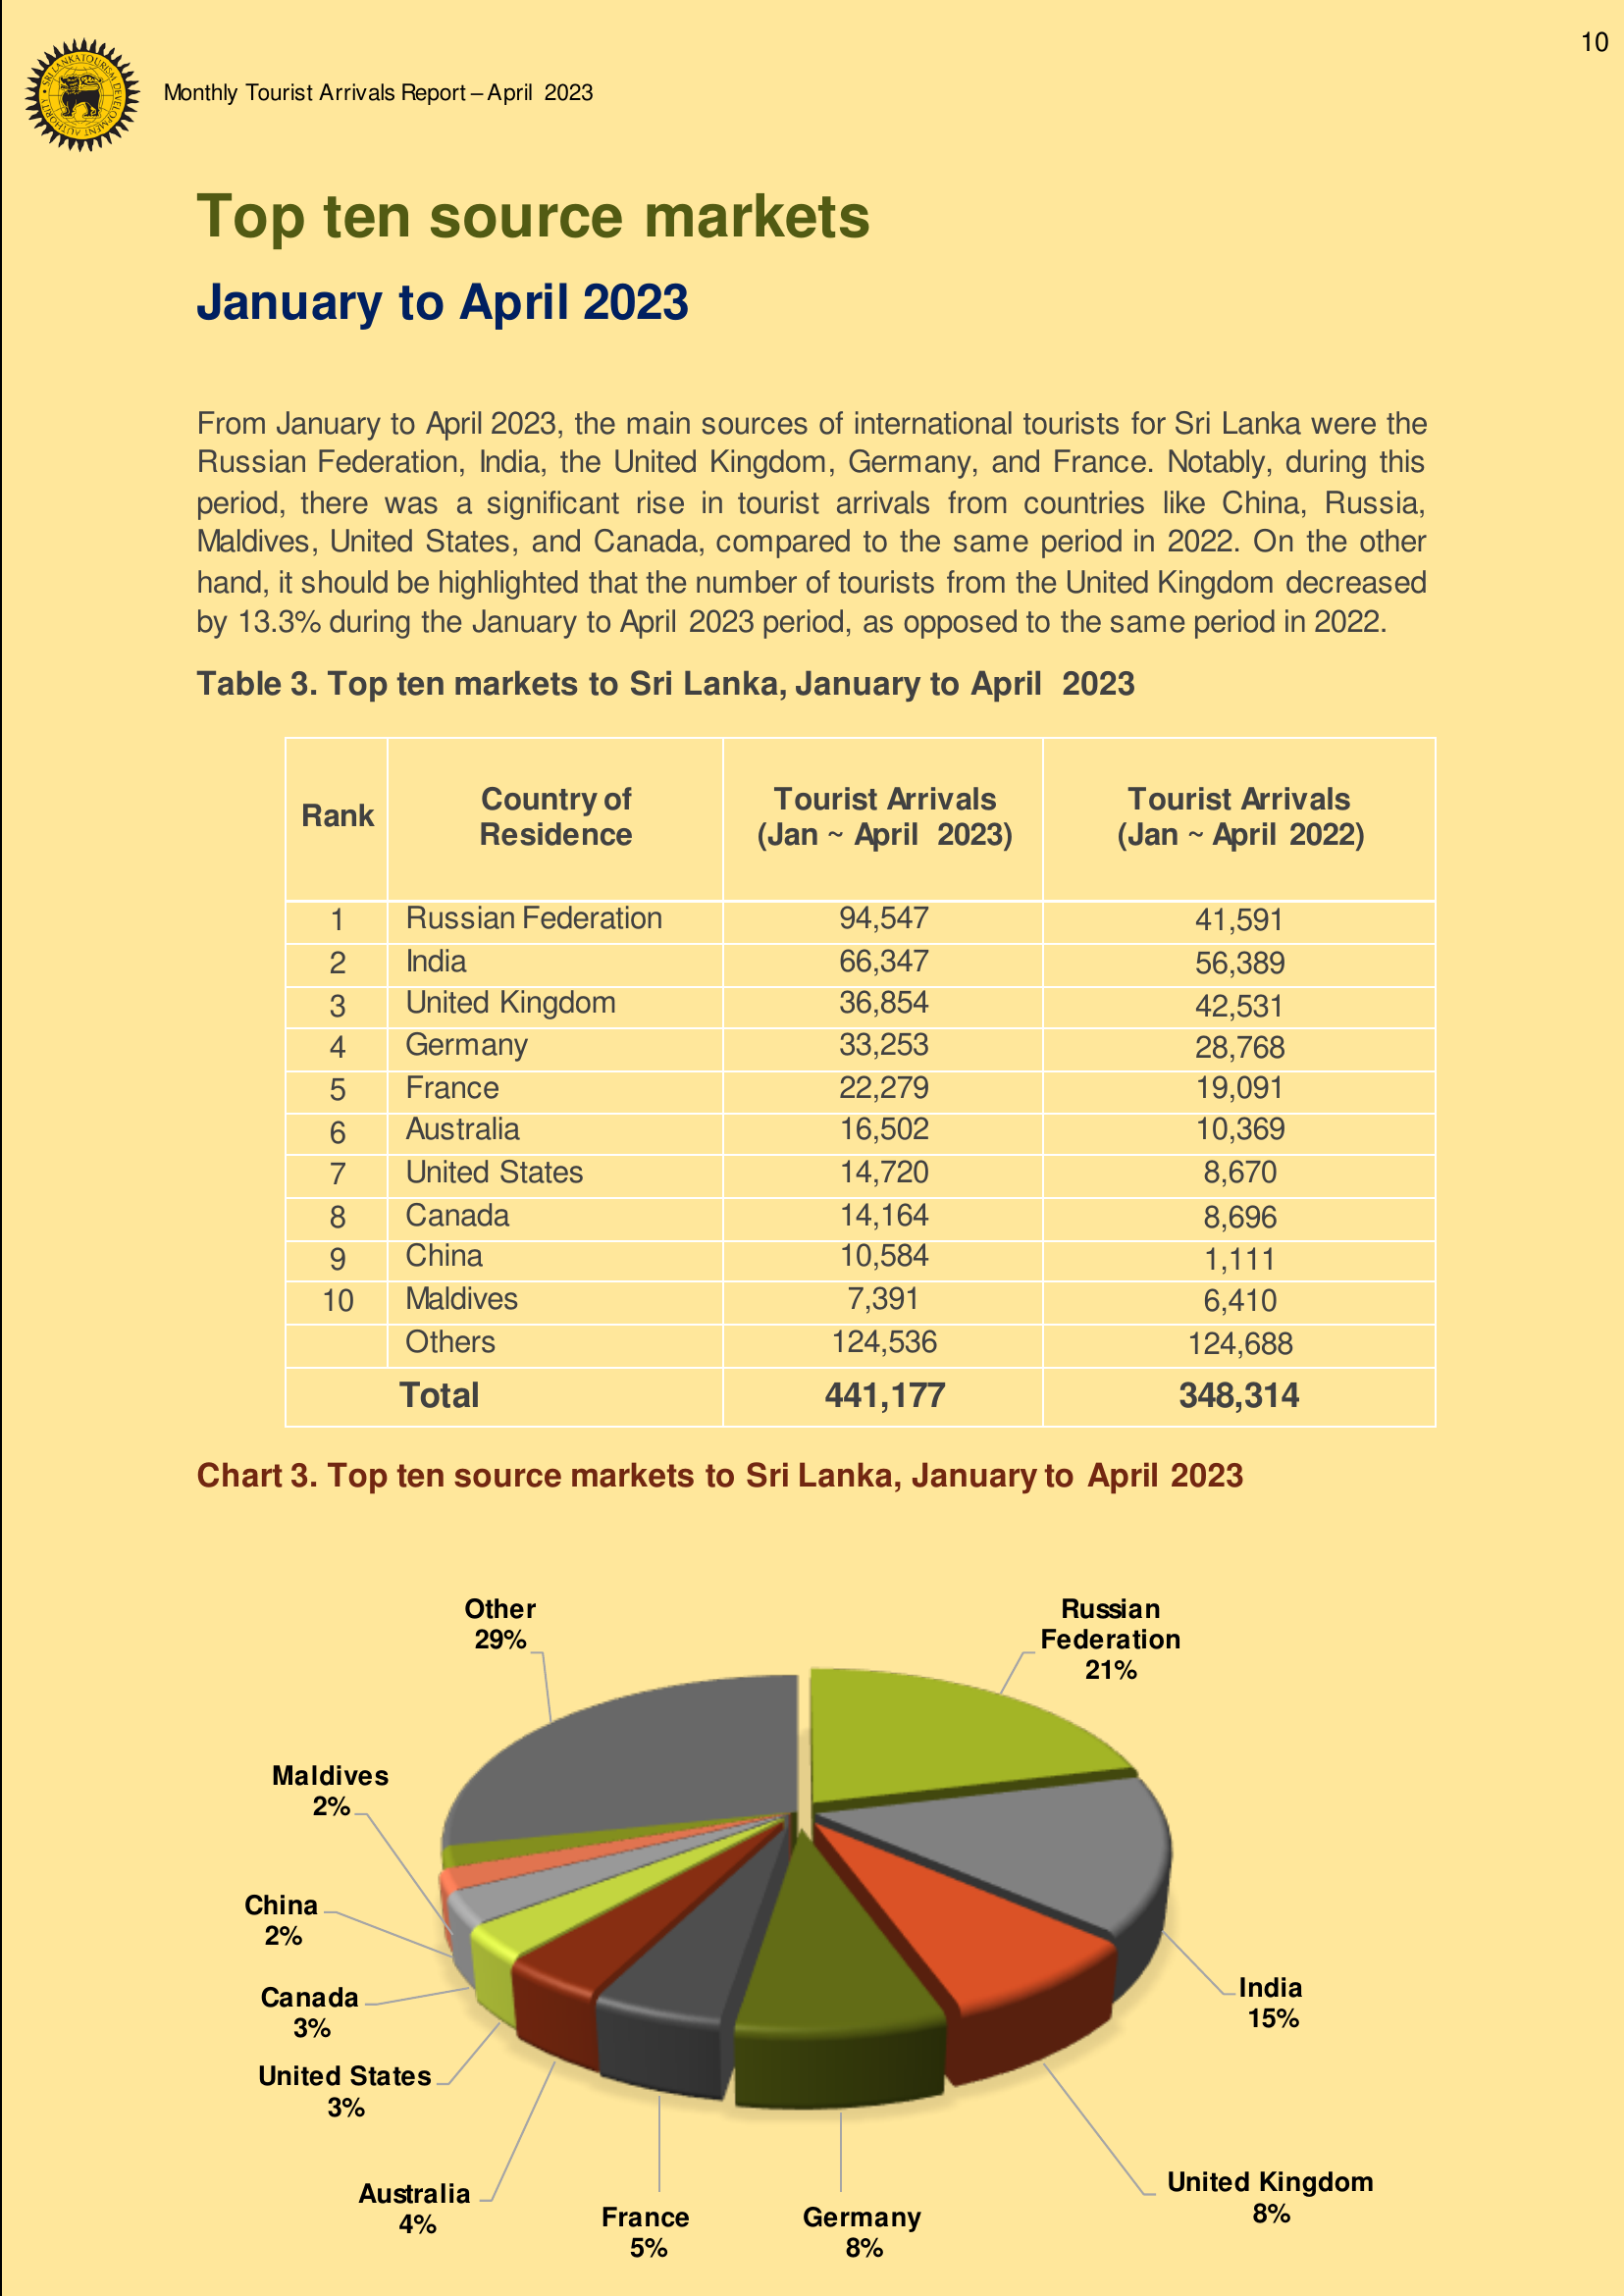 10
SRI LANKA TOURISM DEVELOPMENT AUTHORITY
Monthly Tourist Arrivals Report – April 2023
Top ten source markets
January to April 2023
From January to April 2023, the main sources of international tourists for Sri Lanka were the
Russian Federation, India, the United Kingdom, Germany, and France. Notably, during this
period, there was a significant rise in tourist arrivals from countries like China, Russia,
Maldives, United States, and Canada, compared to the same period in 2022. On the other
hand, it should be highlighted that the number of tourists from the United Kingdom decreased
by 13.3% during the January to April 2023 period, as opposed to the same period in 2022.
Table 3. Top ten markets to Sri Lanka, January to April 2023
Rank Country of Residence Tourist Arrivals (Jan ~ April 2023) Tourist Arrivals (Jan ~ April 2022)
1 Russian Federation 94,547 41,591
2 India 66,347 56,389
3 United Kingdom 36,854 42,531
4 Germany 33,253 28,768
5 France 22,279 19,091
6 Australia 16,502 10,369
7 United States 14,720 8,670
8 Canada 14,164 8,696
9 China 10,584 1,111
10 Maldives 7,391 6,410
Others 124,536 124,688
Total 441,177 348,314
Chart 3. Top ten source markets to Sri Lanka, January to April 2023
Other
29%
Russian
Federation
21%
Maldives
2%
China
2%
Canada
3%
India
15%
United States
3%
Australia
4%
France
5%
Germany
8%
United Kingdom
8%